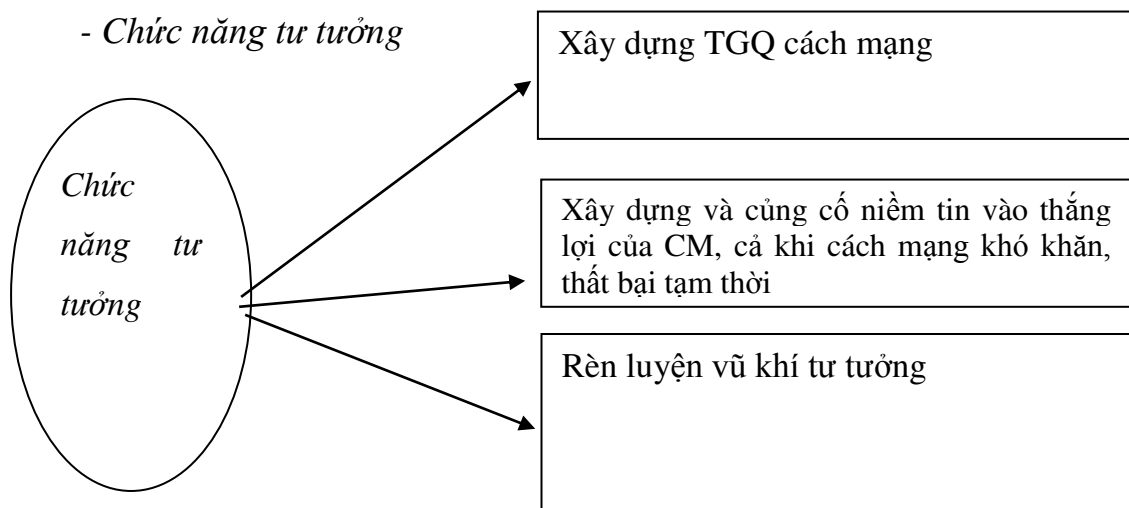 - Chức năng tư tưởng
Xây dựng TGQ cách mạng
Chức
năng tư
tưởng
Xây dựng và củng cố niềm tin vào thắng
lợi của CM, cả khi cách mạng khó khăn,
thất bại tạm thời
Rèn luyện vũ khí tư tưởng